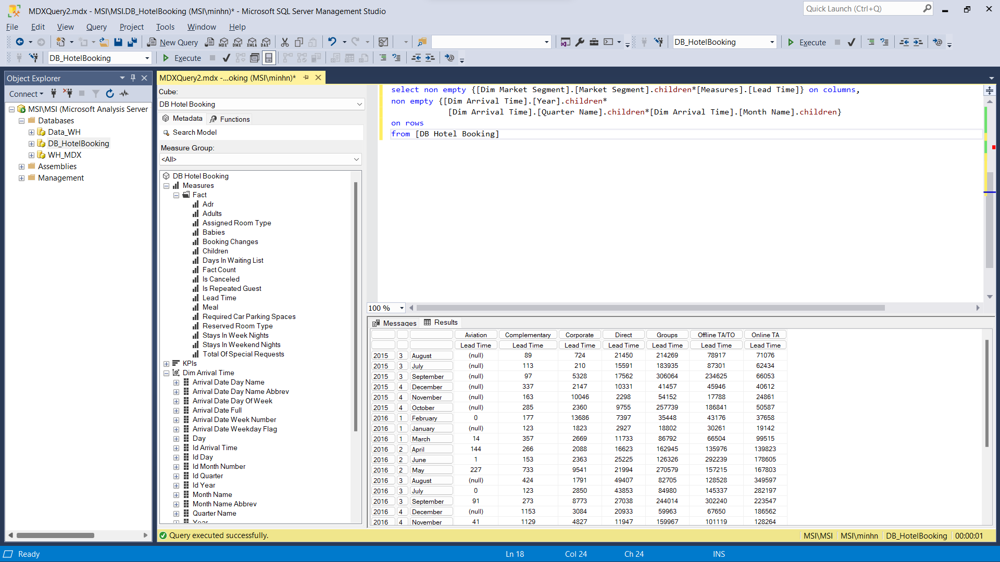 MDXQuery2.mdx - MSI\MSI.DB_HotelBooking (MSI\minhn)* - Microsoft SQL Server Management Studio
Quick Launch (Ctrl+Q)
File Edit View Query Project Tools Window Help
New Query MDX DMX XMLA DAX DB_HotelBooking Execute
DB_HotelBooking Execute
Object Explorer
Connect
MSI\MSI (Microsoft Analysis Server
Databases
Data_WH
DB_HotelBooking
WH_MDX
Assemblies
Management
MDXQuery2.mdx -...oking (MSI\minhn)*
Cube:
DB Hotel Booking
Metadata Functions
Search Model
Measure Group:
<All>
DB Hotel Booking
Measures
Fact
Adr
Adults
Assigned Room Type
Babies
Booking Changes
Children
Days In Waiting List
Fact Count
Is Canceled
Is Repeated Guest
Lead Time
Meal
Required Car Parking Spaces
Reserved Room Type
Stays In Week Nights
Stays In Weekend Nights
Total Of Special Requests
KPIs
Dim Arrival Time
Arrival Date Day Name
Arrival Date Day Name Abbrev
Arrival Date Day Of Week
Arrival Date Full
Arrival Date Week Number
Arrival Date Weekday Flag
Day
Id Arrival Time
Id Day
Id Month Number
Id Quarter
Id Year
Month Name
Month Name Abbrev
Quarter Name
Year
select non empty {[Dim Market Segment].[Market Segment].children*[Measures].[Lead Time]} on columns,
non empty {[Dim Arrival Time].[Year].children*
[Dim Arrival Time].[Quarter Name].children*[Dim Arrival Time].[Month Name].children}
on rows
from [DB Hotel Booking]
100 %
Messages Results
Aviation Complementary Corporate Direct Groups Offline TA/TO Online TA
Lead Time Lead Time Lead Time Lead Time Lead Time Lead Time Lead Time
2015 3 August (null) 89 724 21450 214269 78917 71076
2015 3 July (null) 113 210 15591 183935 87301 62434
2015 3 September (null) 97 5328 17562 306064 234625 66053
2015 4 December (null) 337 2147 10331 41457 45946 40612
2015 4 November (null) 163 10046 2298 54152 17788 24861
2015 4 October (null) 285 2360 9755 257739 186841 50587
2016 1 February 0 177 13686 7397 35448 43176 37658
2016 1 January (null) 123 1823 2927 18802 30261 19142
2016 1 March 14 357 2669 11733 86792 66504 99515
2016 2 April 144 266 2088 16623 162945 135976 139823
2016 2 June 1 153 2363 25225 126326 292239 178605
2016 2 May 227 733 9541 21994 270579 157215 167803
2016 3 August (null) 424 1791 49407 82705 128528 349597
2016 3 July 0 123 2850 43853 84980 145337 282197
2016 3 September 91 273 8773 27038 244014 302240 223547
2016 4 December (null) 1153 3084 20933 59963 67650 186562
2016 4 November 41 1129 4827 11947 159967 101119 128264
Query executed successfully. MSI\MSI MSI\minhn DB_HotelBooking 00:00:01
Ready Ln 18 Col 24 Ch 24 INS